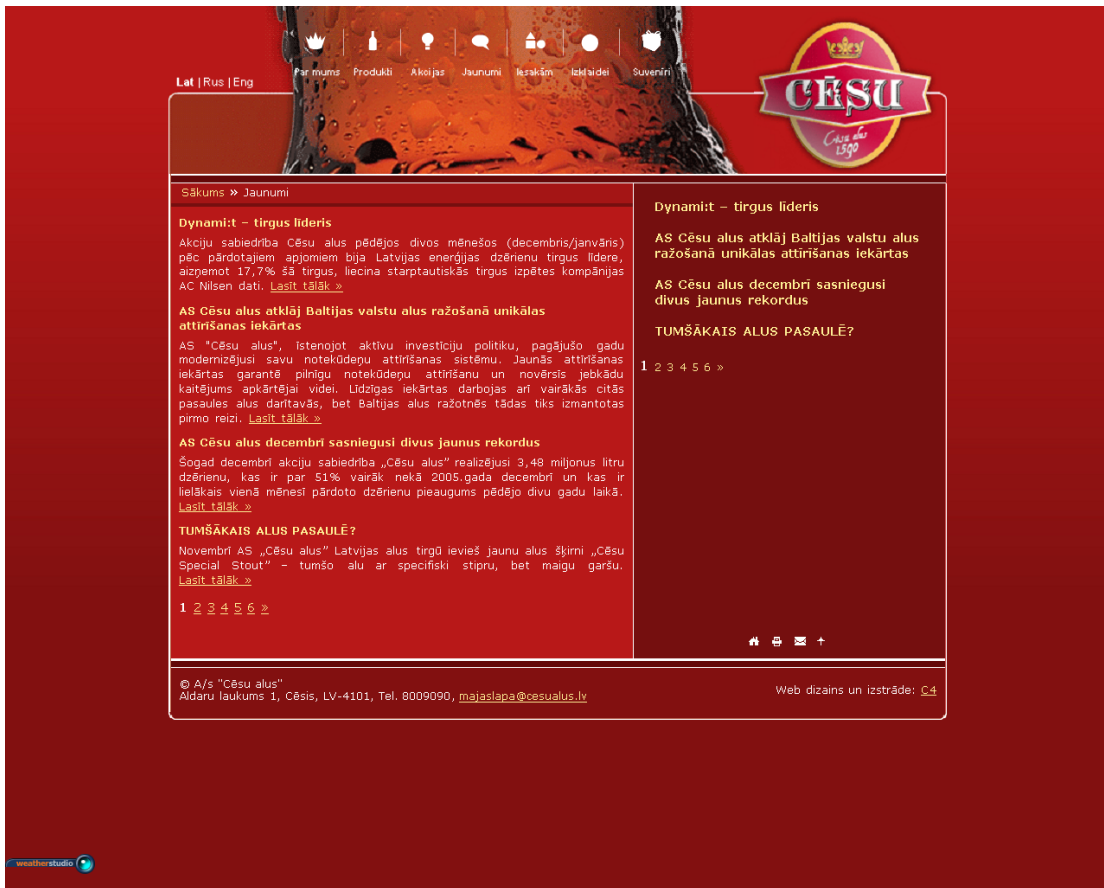 Par mums Produkti Akcijas Jaunumi Iesakām Izklaidei Suvenīri
Lat | Rus | Eng
CĒSU
Cēsu alus
1590
Sākums » Jaunumi
Dynami:t – tirgus līderis
Akciju sabiedrība Cēsu alus pēdējos divos mēnešos (decembris/janvāris)
pēc pārdotajiem apjomiem bija Latvijas enerģijas dzērienu tirgus līdere,
aizņemot 17,7% šā tirgus, liecina starptautiskās tirgus izpētes kompānijas
AC Nilsen dati. Lasīt tālāk »
AS Cēsu alus atklāj Baltijas valstu alus ražošanā unikālas
attīrīšanas iekārtas
AS "Cēsu alus", īstenojot aktīvu investīciju politiku, pagājušo gadu
modernizējusi savu notekūdeņu attīrīšanas sistēmu. Jaunās attīrīšanas
iekārtas garantē pilnīgu notekūdeņu attīrīšanu un novērsīs jebkādu
kaitējums apkārtējai videi. Līdzīgas iekārtas darbojas arī vairākās citās
pasaules alus darītavās, bet Baltijas alus ražotnēs tādas tiks izmantotas
pirmo reizi. Lasīt tālāk »
AS Cēsu alus decembrī sasniegusi divus jaunus rekordus
Šogad decembrī akciju sabiedrība „Cēsu alus” realizējusi 3,48 miljonus litru
dzērienu, kas ir par 51% vairāk nekā 2005.gada decembrī un kas ir
lielākais vienā mēnesī pārdoto dzērienu pieaugums pēdējo divu gadu laikā.
Lasīt tālāk »
TUMŠĀKAIS ALUS PASAULĒ?
Novembrī AS „Cēsu alus” Latvijas alus tirgū ievieš jaunu alus šķirni „Cēsu
Special Stout” – tumšo alu ar specifiski stipru, bet maigu garšu.
Lasīt tālāk »
1 2 3 4 5 6 »
Dynami:t – tirgus līderis
AS Cēsu alus atklāj Baltijas valstu alus
ražošanā unikālas attīrīšanas iekārtas
AS Cēsu alus decembrī sasniegusi
divus jaunus rekordus
TUMŠĀKAIS ALUS PASAULĒ?
1 2 3 4 5 6 »
© A/s "Cēsu alus"
Aldaru laukums 1, Cēsis, LV-4101, Tel. 8009090, majaslapa@cesualus.lv
Web dizains un izstrāde: C4
weatherstudio